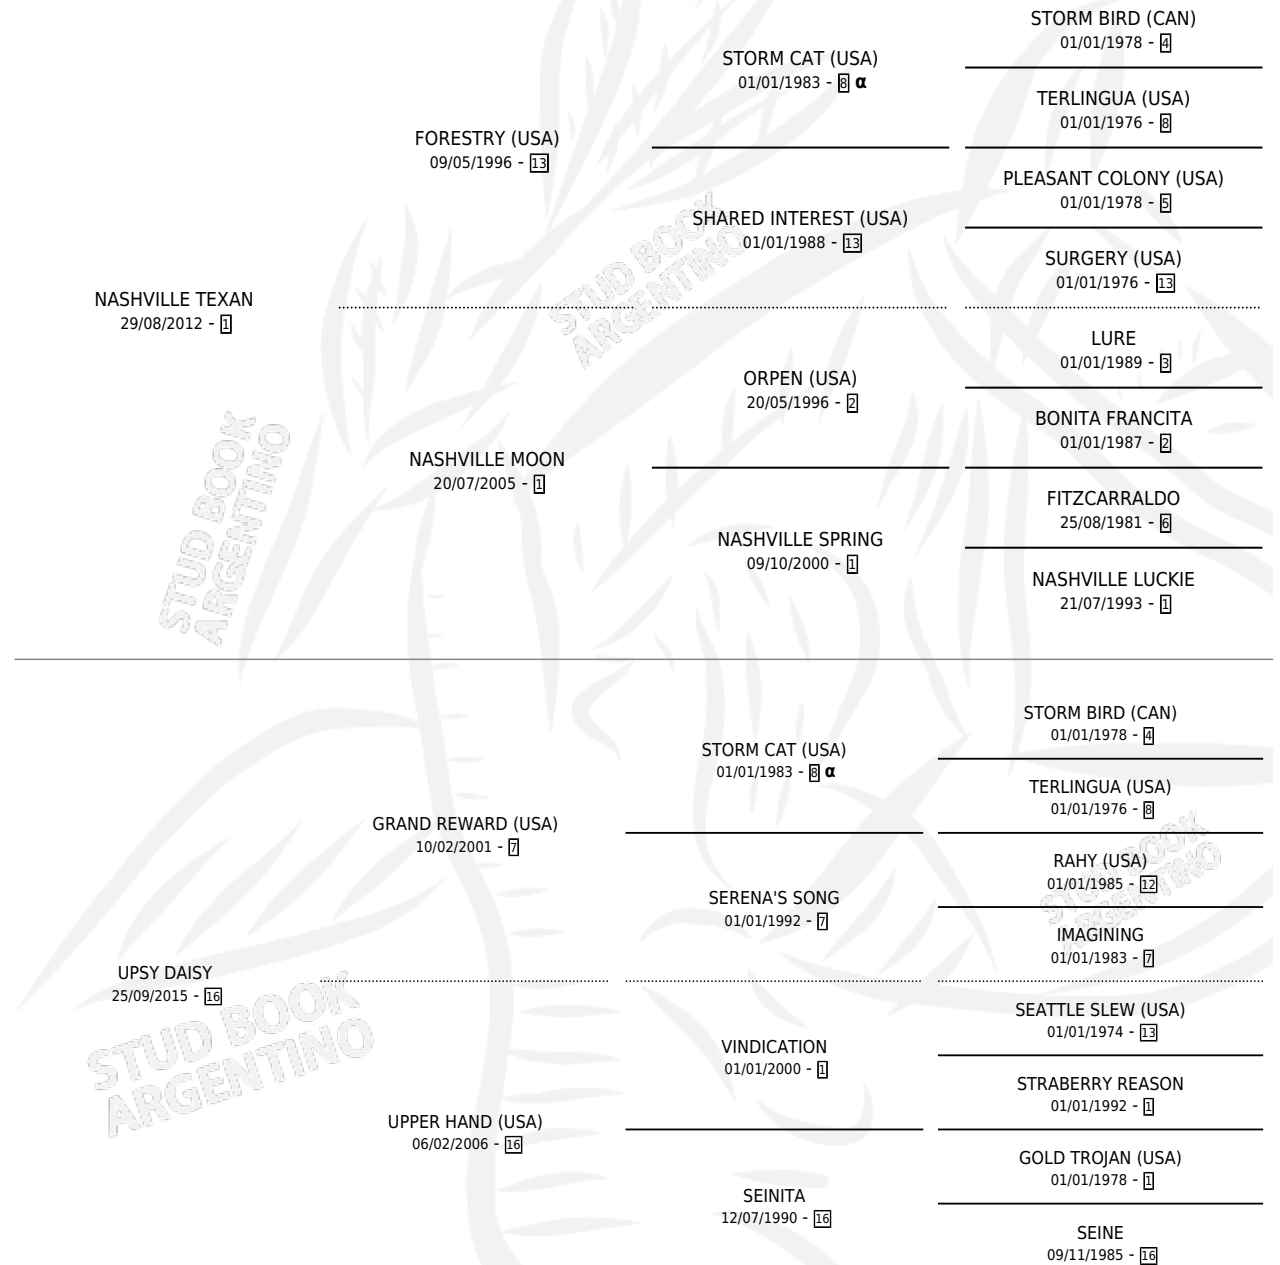 STORM BIRD (CAN)
01/01/1978 - 4
STORM CAT (USA)
01/01/1983 - 8 α
TERLINGUA (USA)
01/01/1976 - 8
FORESTRY (USA)
09/05/1996 - 13
PLEASANT COLONY (USA)
01/01/1978 - 5
SHARED INTEREST (USA)
01/01/1988 - 13
SURGERY (USA)
01/01/1976 - 13
NASHVILLE TEXAN
29/08/2012 - 1
LURE
01/01/1989 - 3
ORPEN (USA)
20/05/1996 - 2
BONITA FRANCITA
01/01/1987 - 2
NASHVILLE MOON
20/07/2005 - 1
FITZCARRALDO
25/08/1981 - 6
NASHVILLE SPRING
09/10/2000 - 1
NASHVILLE LUCKIE
21/07/1993 - 1
STORM BIRD (CAN)
01/01/1978 - 4
STORM CAT (USA)
01/01/1983 - 8 α
TERLINGUA (USA)
01/01/1976 - 8
GRAND REWARD (USA)
10/02/2001 - 7
RAHY (USA)
01/01/1985 - 12
SERENA'S SONG
01/01/1992 - 7
IMAGINING
01/01/1983 - 7
UPSY DAISY
25/09/2015 - 16
SEATTLE SLEW (USA)
01/01/1974 - 13
VINDICATION
01/01/2000 - 1
STRABERRY REASON
01/01/1992 - 1
UPPER HAND (USA)
06/02/2006 - 16
GOLD TROJAN (USA)
01/01/1978 - 1
SEINITA
12/07/1990 - 16
SEINE
09/11/1985 - 16
STUD BOOK
ARGENTINO
STUD BOOK
ARGENTINO
STUD BOOK
ARGENTINO
STUD BOOK
ARGENTINO